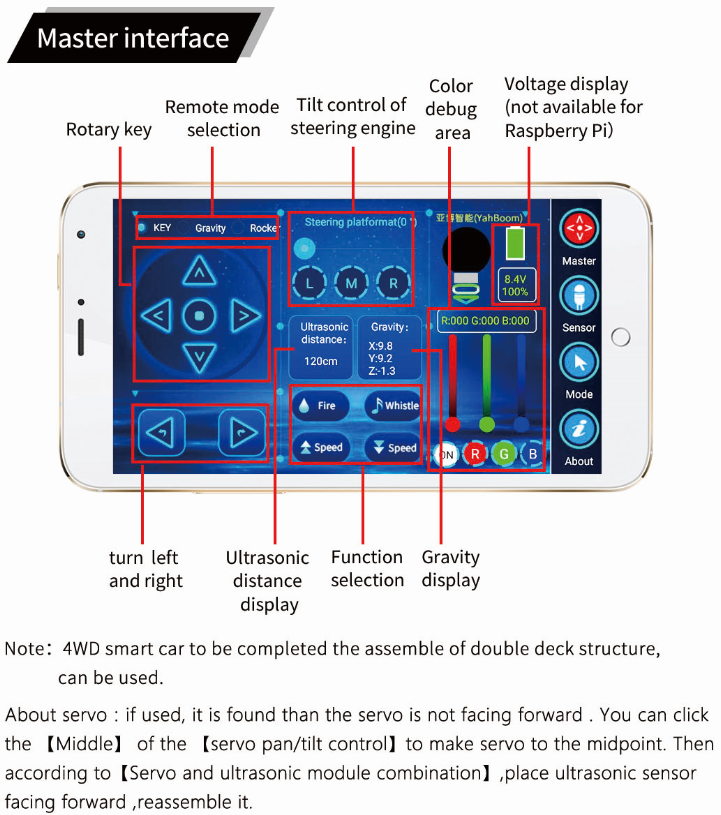 Master interface
Rotary key
Remote mode
selection
Tilt control of
steering engine
Color
debug
area
Voltage display
(not available for
Raspberry Pi)
KEY Gravity Rocker
Steering platformat(0°)
亚博智能(YahBoom)
L M R
8.4V
100%
Master
Sensor
Mode
About
Ultrasonic
distance:
120cm
Gravity:
X:9.8
Y:9.2
Z:-1.3
R:000 G:000 B:000
Fire
Whistle
Speed
Speed
ON R G B
turn left
and right
Ultrasonic
distance
display
Function
selection
Gravity
display
Note: 4WD smart car to be completed the assemble of double deck structure,
can be used.
About servo : if used, it is found than the servo is not facing forward . You can click
the 【Middle】 of the 【servo pan/tilt control】 to make servo to the midpoint. Then
according to【Servo and ultrasonic module combination】,place ultrasonic sensor
facing forward ,reassemble it.